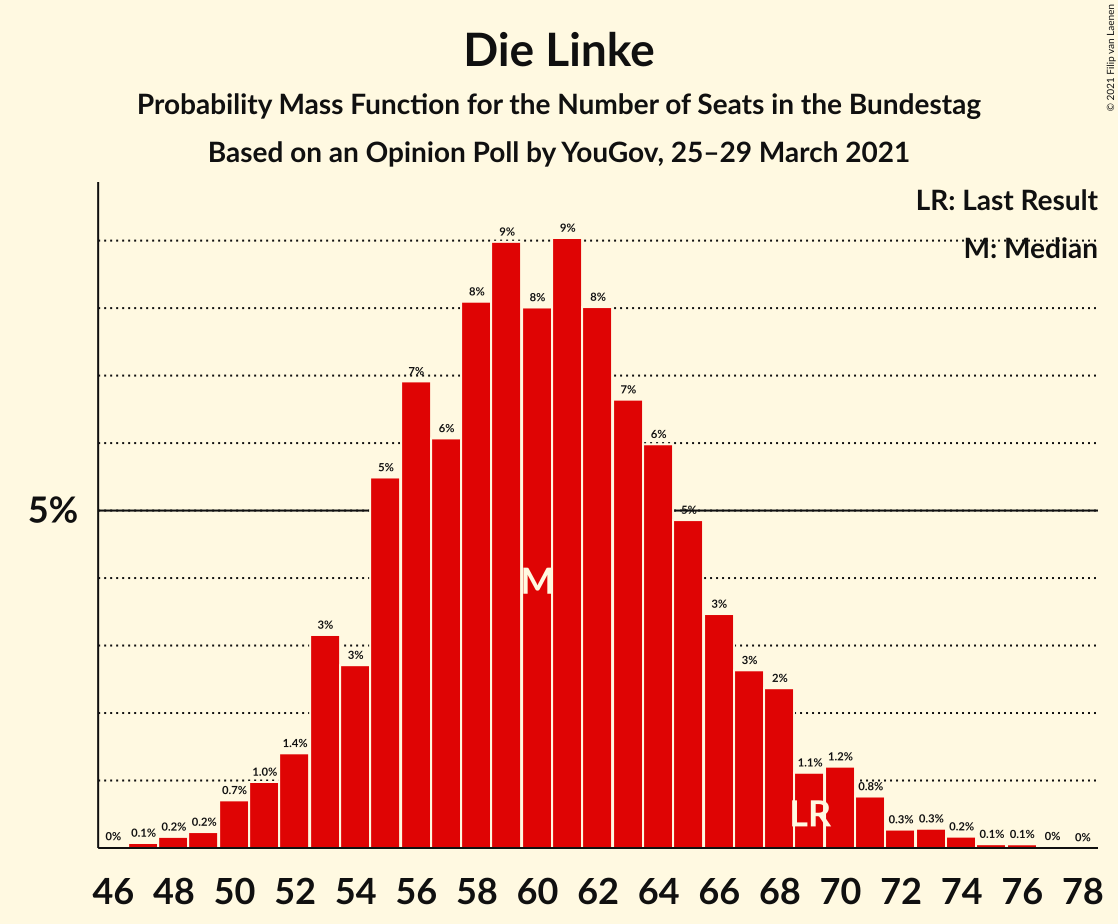 Die Linke
Probability Mass Function for the Number of Seats in the Bundestag
Based on an Opinion Poll by YouGov, 25–29 March 2021
© 2021 Filip van Laenen
LR: Last Result
M: Median
5%
0% 0.1% 0.2% 0.2% 0.7% 1.0% 1.4% 3% 3% 5% 7% 6% 8% 9% 8% 9% 8% 7% 6% 5% 3% 3% 2% 1.1% 1.2% 0.8% 0.3% 0.3% 0.2% 0.1% 0.1% 0% 0%
M
LR
46 48 50 52 54 56 58 60 62 64 66 68 70 72 74 76 78